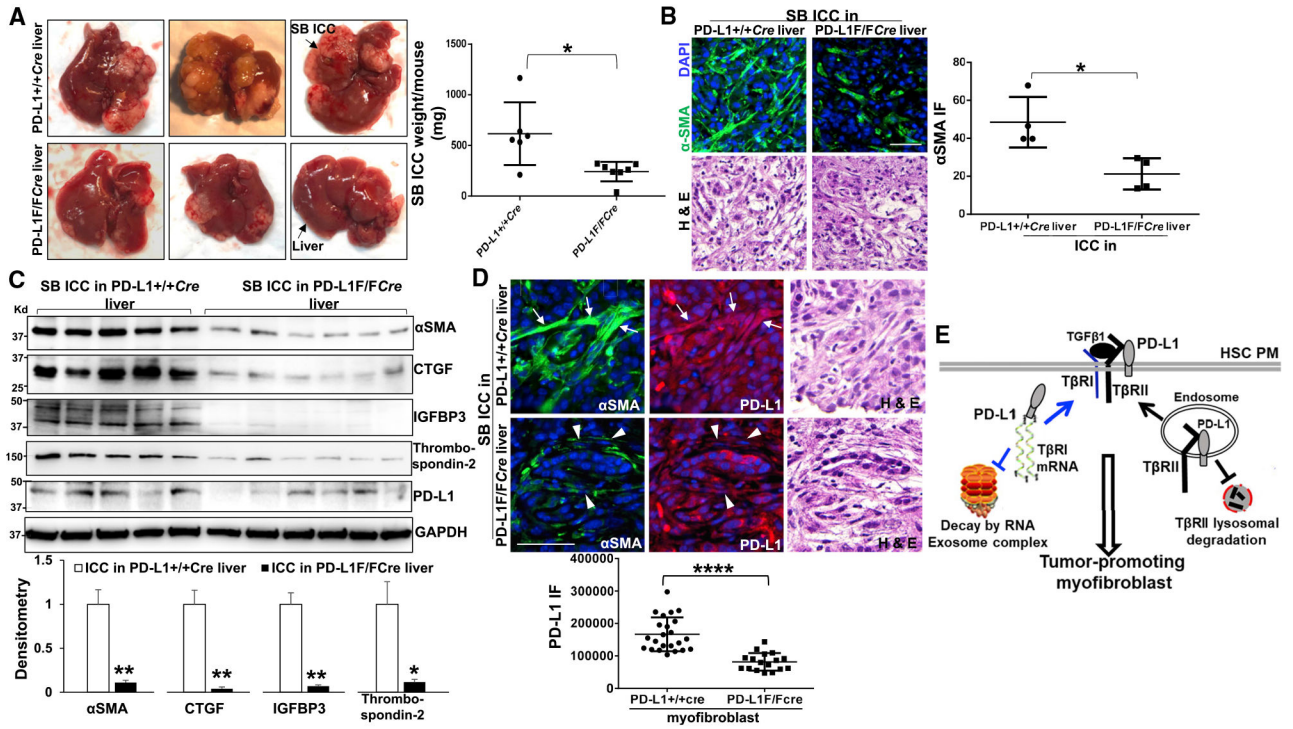 A
PD-L1+/+Cre liver
PD-L1F/FCre liver
SB ICC
Liver
SB ICC weight/mouse
(mg)
1500
1000
500
0
*
PD-L1+/+Cre
PD-L1F/FCre
B
SB ICC in
PD-L1+/+Cre liver
PD-L1F/FCre liver
α-SMA DAPI
H & E
αSMA IF
80
60
40
20
0
*
PD-L1+/+Cre liver
PD-L1F/FCre liver
ICC in
C
SB ICC in PD-L1+/+Cre
liver
SB ICC in PD-L1F/FCre
liver
Kd
37
αSMA
37
25
CTGF
50
37
IGFBP3
150
Thrombo-
spondin-2
50
37
PD-L1
37
GAPDH
ICC in PD-L1+/+Cre liver
ICC in PD-L1F/FCre liver
Densitometry
1.5
1
0.5
0
**
**
**
*
αSMA
CTGF
IGFBP3
Thrombo-
spondin-2
D
SB ICC in
PD-L1+/+Cre liver
PD-L1F/FCre liver
αSMA
PD-L1
H & E
αSMA
PD-L1
H & E
PD-L1 IF
400000
300000
200000
100000
0
****
PD-L1+/+cre
PD-L1F/Fcre
myofibroblast
E
TGFβ1
PD-L1
HSC PM
TβRI
TβRII
PD-L1
TβRI
mRNA
Endosome
PD-L1
TβRII
Decay by RNA
Exosome complex
TβRII lysosomal
degradation
Tumor-promoting
myofibroblast